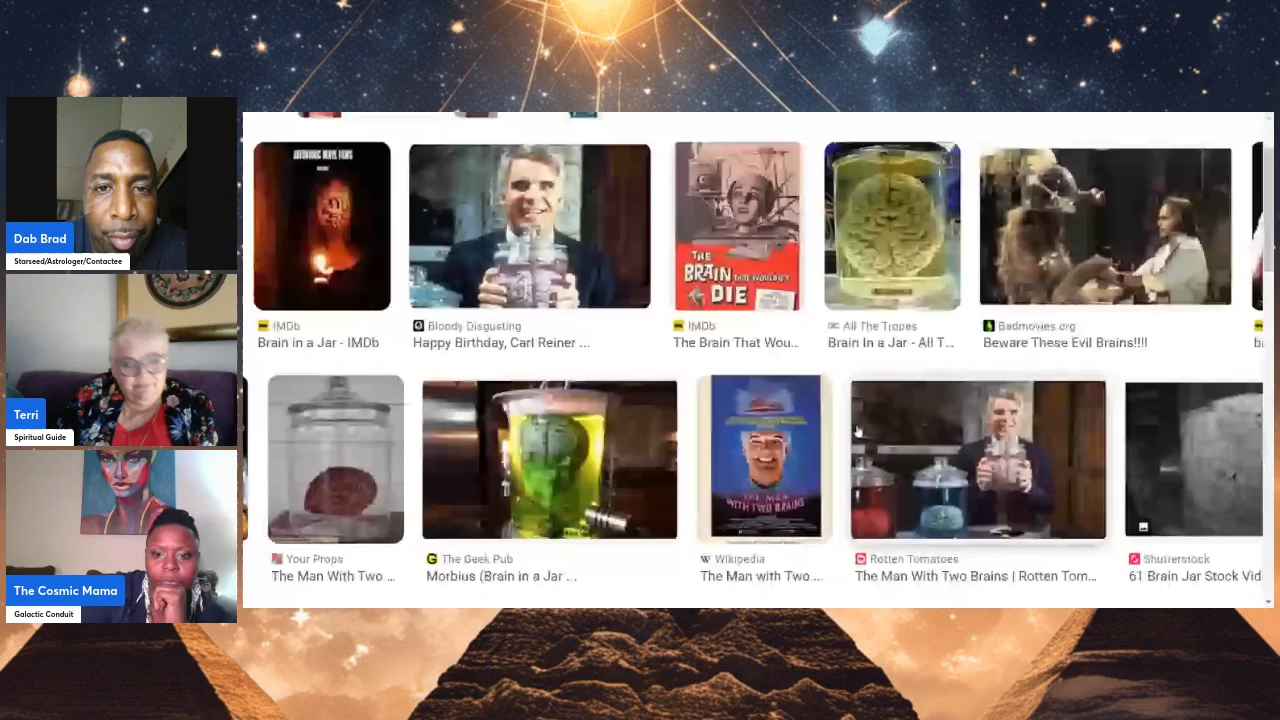 Dab Brad
Starseed/Astrologer/Contactee
Terri
Spiritual Guide
The Cosmic Mama
Galactic Conduit
IMDb
Brain in a Jar - IMDb
Bloody Disgusting
Happy Birthday, Carl Reiner ...
THE
BRAIN THAT WOULDN'T
DIE
IMDb
The Brain That Wou...
All The Tropes
Brain In a Jar - All T...
Badmovies.org
Beware These Evil Brains!!!!
Your Props
The Man With Two ...
The Geek Pub
Morbius (Brain in a Jar ...
THE MAN
WITH TWO BRAINS
Wikipedia
The Man with Two ...
Rotten Tomatoes
The Man With Two Brains | Rotten Tom...
Shutterstock
61 Brain Jar Stock Vid